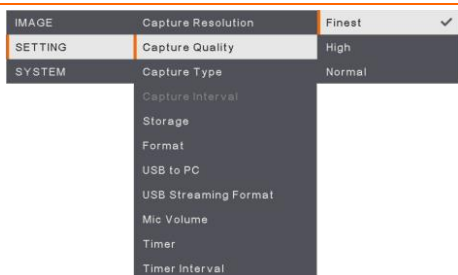 IMAGE
SETTING
SYSTEM
Capture Resolution
Capture Quality
Capture Type
Capture Interval
Storage
Format
USB to PC
USB Streaming Format
Mic Volume
Timer
Timer Interval
Finest
High
Normal